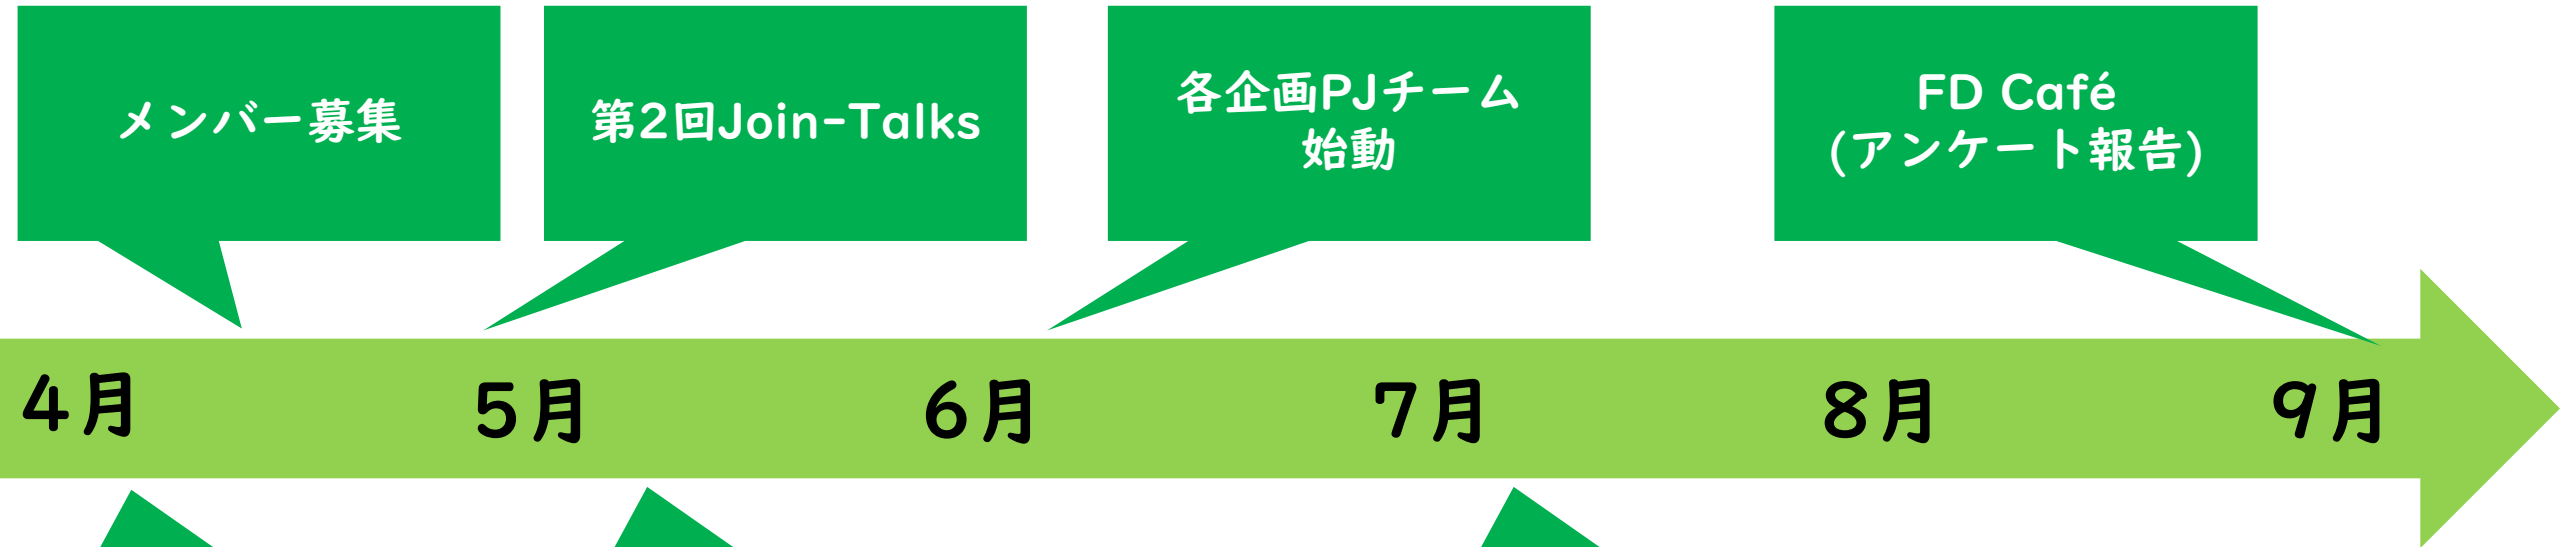 メンバー募集
第2回Join-Talks
各企画PJチーム
始動
FD Café
(アンケート報告)
4月
5月
6月
7月
8月
9月